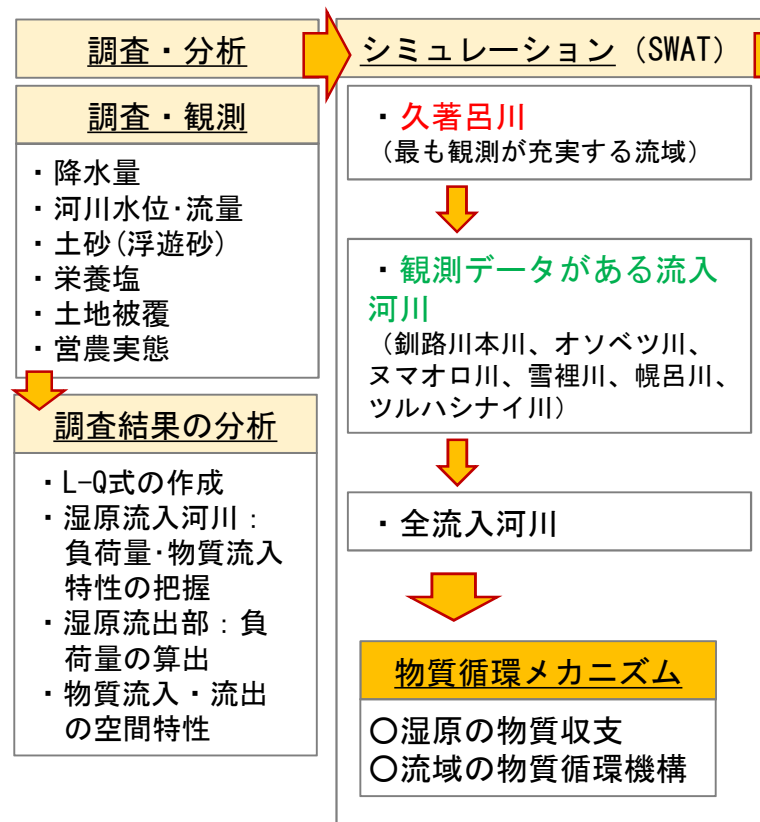 調査・分析
調査・観測
・降水量
・河川水位･流量
・土砂(浮遊砂)
・栄養塩
・土地被覆
・営農実態
調査結果の分析
・L-Q式の作成
・湿原流入河川：
負荷量･物質流入
特性の把握
・湿原流出部：負
荷量の算出
・物質流入・流出
の空間特性
シミュレーション（SWAT）
・久著呂川
（最も観測が充実する流域）
・観測データがある流入
河川
（釧路川本川、オソベツ川、
ヌマオロ川、雪裡川、幌呂川、
ツルハシナイ川）
・全流入河川
物質循環メカニズム
〇湿原の物質収支
〇流域の物質循環機構